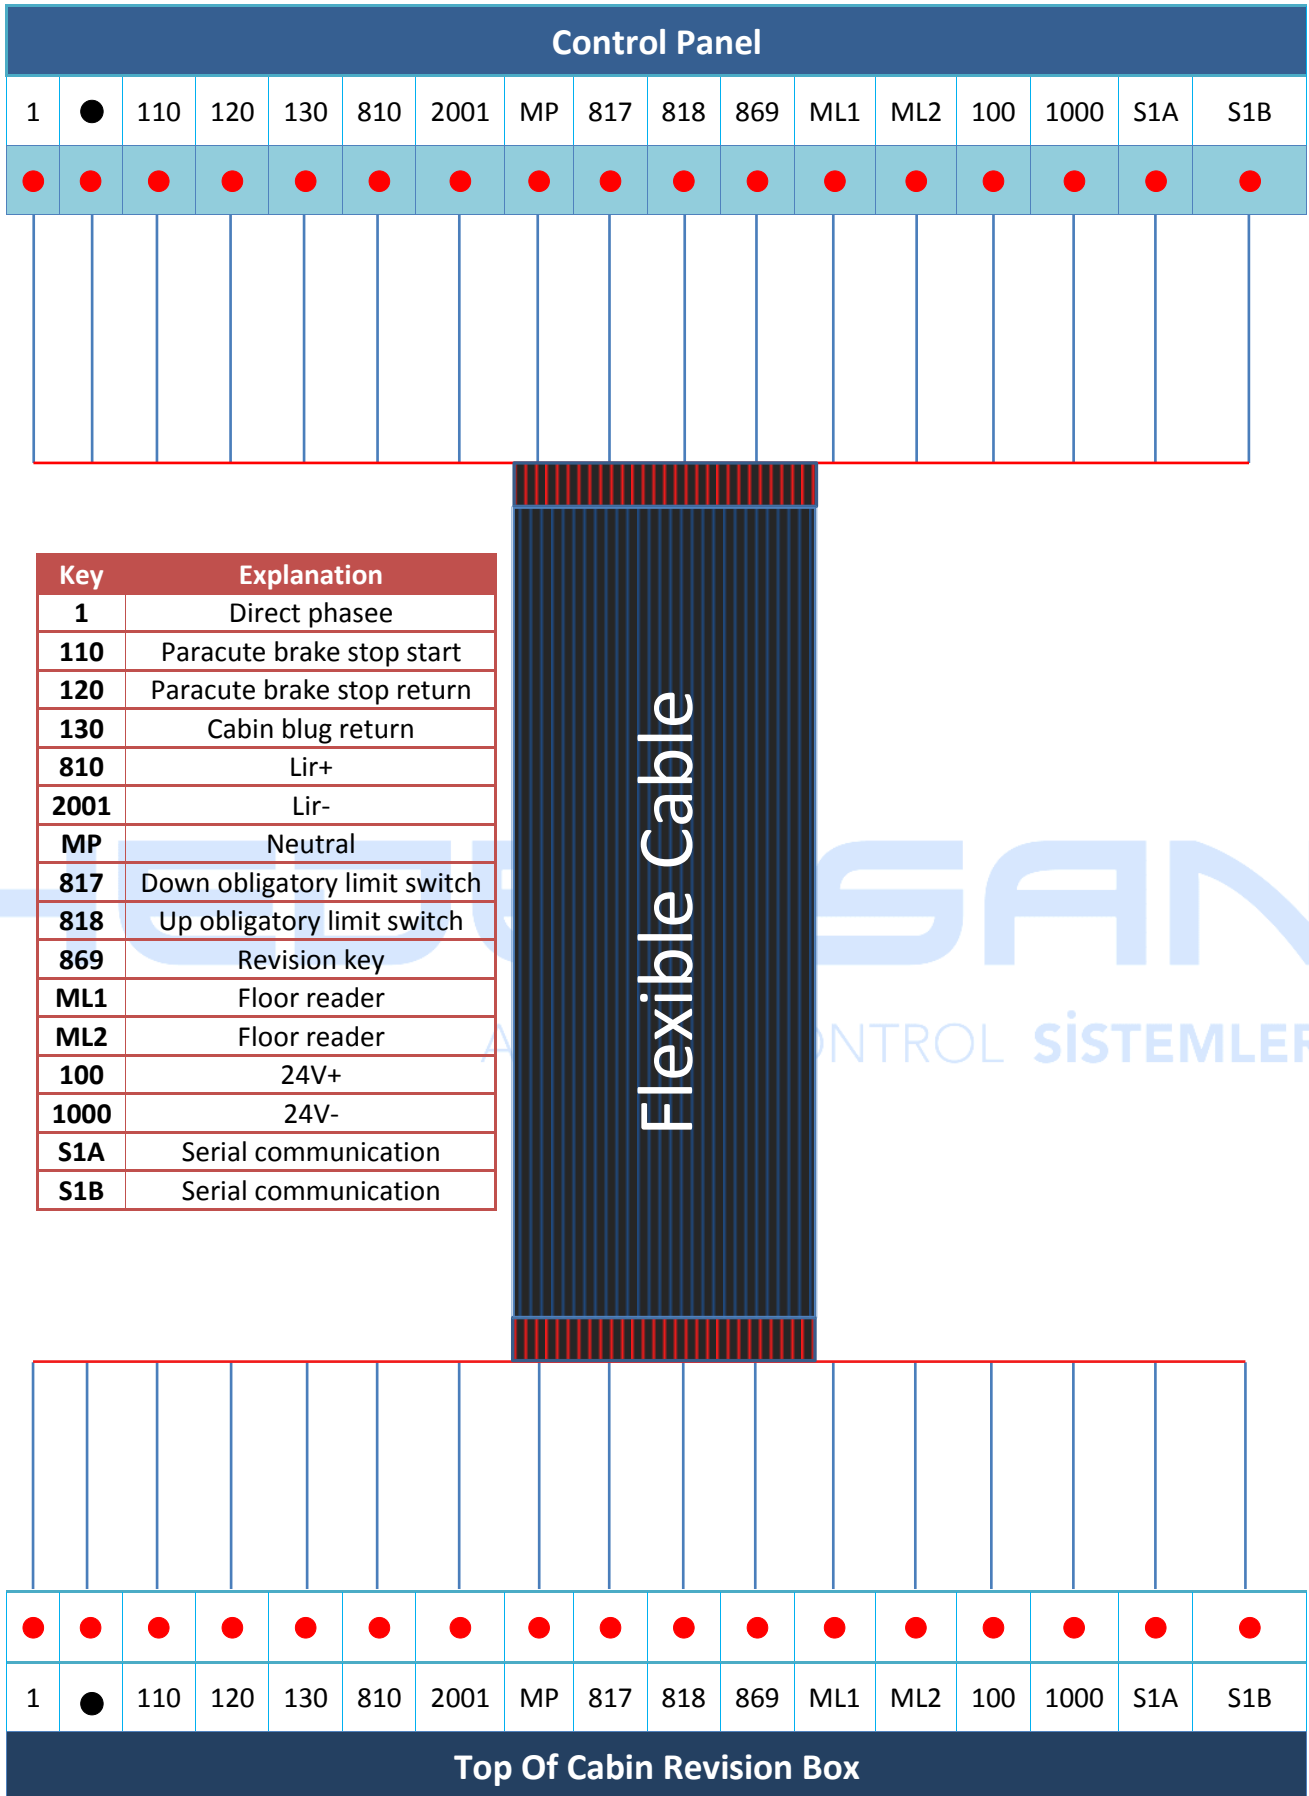 Control Panel
1 ● 110 120 130 810 2001 MP 817 818 869 ML1 ML2 100 1000 S1A S1B
Key Explanation
1 Direct phasee
110 Paracute brake stop start
120 Paracute brake stop return
130 Cabin blug return
810 Lir+
2001 Lir-
MP Neutral
817 Down obligatory limit switch
818 Up obligatory limit switch
869 Revision key
ML1 Floor reader
ML2 Floor reader
100 24V+
1000 24V-
S1A Serial communication
S1B Serial communication
Flexible Cable
SİSTEMLER
1 ● 110 120 130 810 2001 MP 817 818 869 ML1 ML2 100 1000 S1A S1B
Top Of Cabin Revision Box